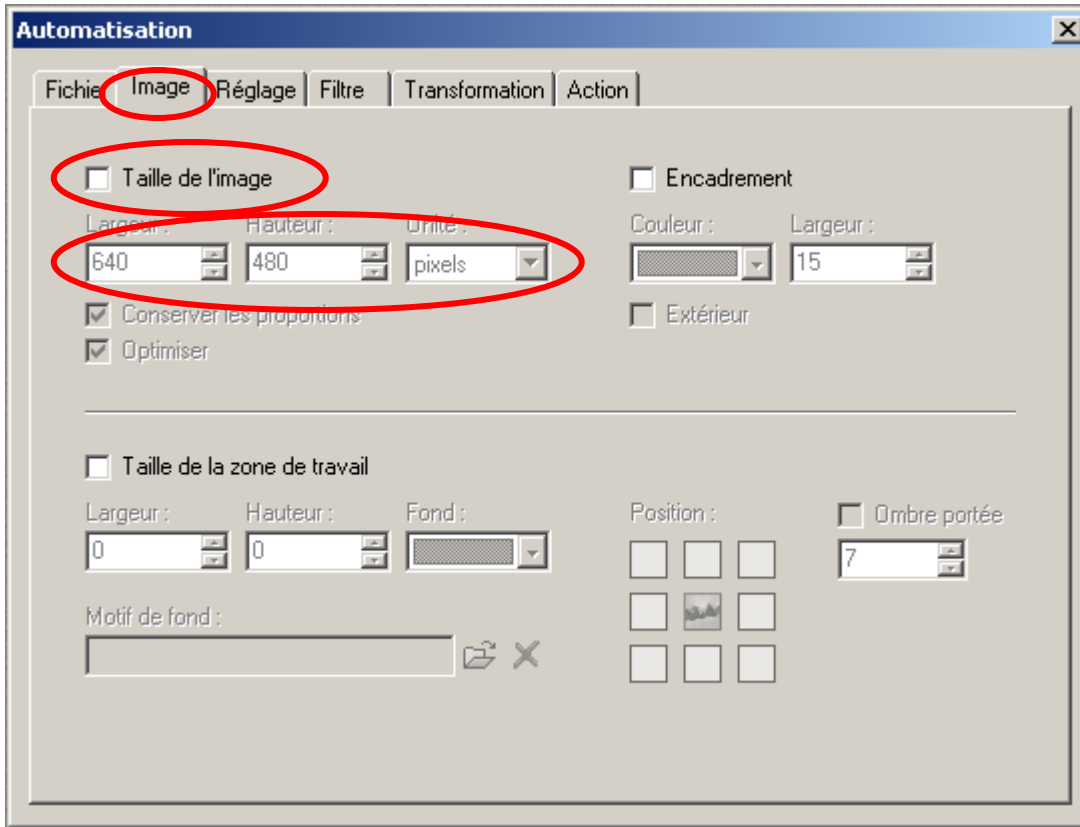 Automatisation
Fichie Image Réglage Filtre Transformation Action
Taille de l'image Encadrement
Largeur : Hauteur : Unité : Couleur : Largeur :
640 480 pixels 15
Conserver les proportions Extérieur
Optimiser
Taille de la zone de travail
Largeur : Hauteur : Fond : Position : Ombre portée
0 0 7
Motif de fond :